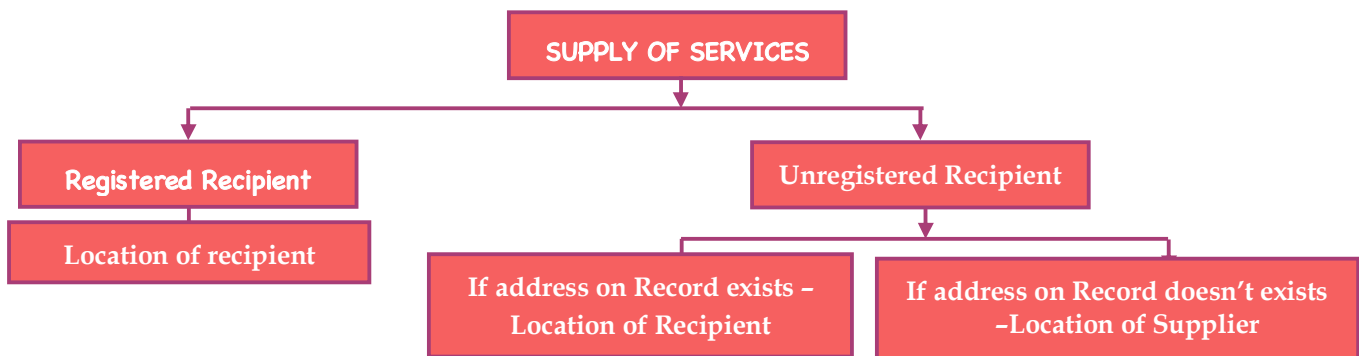 SUPPLY OF SERVICES
Registered Recipient
Unregistered Recipient
Location of recipient
If address on Record exists –
Location of Recipient
If address on Record doesn’t exists
–Location of Supplier